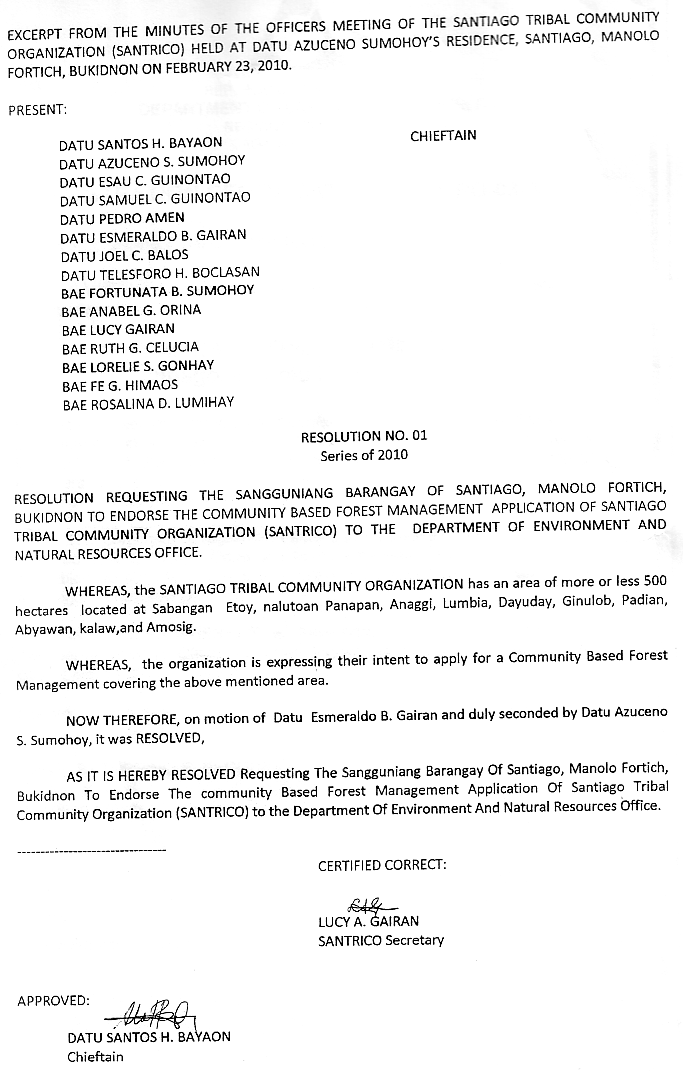 EXCERPT FROM THE MINUTES OF THE OFFICERS MEETING OF THE SANTIAGO TRIBAL COMMUNITY
ORGANIZATION (SANTRICO) HELD AT DATU AZUCENO SUMOHOY'S RESIDENCE, SANTIAGO, MANOLO
FORTICH, BUKIDNON ON FEBRUARY 23, 2010.
PRESENT:
DATU SANTOS H. BAYAON CHIEFTAIN
DATU AZUCENO S. SUMOHOY
DATU ESAU C. GUINONTAO
DATU SAMUEL C. GUINONTAO
DATU PEDRO AMEN
DATU ESMERALDO B. GAIRAN
DATU JOEL C. BALOS
DATU TELESFORO H. BOCLASAN
BAE FORTUNATA B. SUMOHOY
BAE ANABEL G. ORINA
BAE LUCY GAIRAN
BAE RUTH G. CELUCIA
BAE LORELIE S. GONHAY
BAE FE G. HIMAOS
BAE ROSALINA D. LUMIHAY
RESOLUTION NO. 01
Series of 2010
RESOLUTION REQUESTING THE SANGGUNIANG BARANGAY OF SANTIAGO, MANOLO FORTICH,
BUKIDNON TO ENDORSE THE COMMUNITY BASED FOREST MANAGEMENT APPLICATION OF SANTIAGO
TRIBAL COMMUNITY ORGANIZATION (SANTRICO) TO THE DEPARTMENT OF ENVIRONMENT AND
NATURAL RESOURCES OFFICE.
WHEREAS, the SANTIAGO TRIBAL COMMUNITY ORGANIZATION has an area of more or less 500
hectares located at Sabangan Etoy, nalutoan Panapan, Anaggi, Lumbia, Dayuday, Ginulob, Padian,
Abyawan, kalaw,and Amosig.
WHEREAS, the organization is expressing their intent to apply for a Community Based Forest
Management covering the above mentioned area.
NOW THEREFORE, on motion of Datu Esmeraldo B. Gairan and duly seconded by Datu Azuceno
S. Sumohoy, it was RESOLVED,
AS IT IS HEREBY RESOLVED Requesting The Sangguniang Barangay Of Santiago, Manolo Fortich,
Bukidnon To Endorse The community Based Forest Management Application Of Santiago Tribal
Community Organization (SANTRICO) to the Department Of Environment And Natural Resources Office.
--------------------------------
CERTIFIED CORRECT:
LUCY A. GAIRAN
SANTRICO Secretary
APPROVED:
DATU SANTOS H. BAYAON
Chieftain